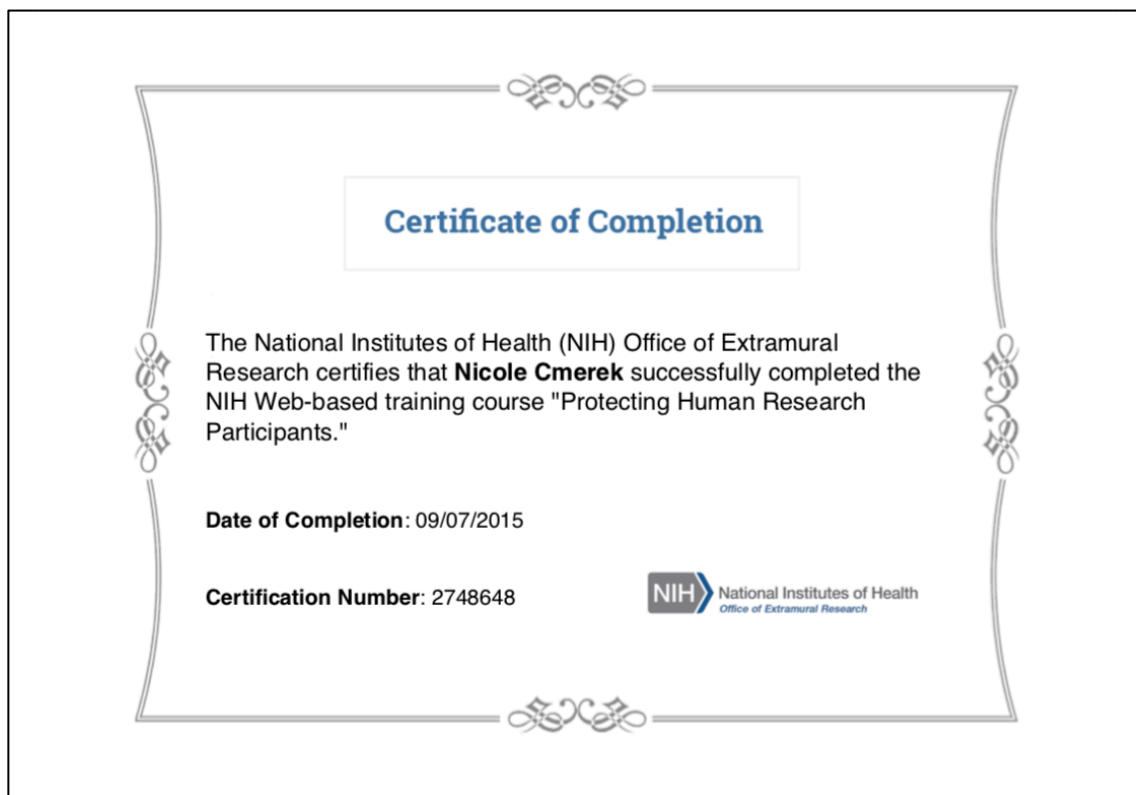 Certificate of Completion
The National Institutes of Health (NIH) Office of Extramural
Research certifies that Nicole Cmerek successfully completed the
NIH Web-based training course "Protecting Human Research
Participants."
Date of Completion: 09/07/2015
Certification Number: 2748648
NIH National Institutes of Health
Office of Extramural Research